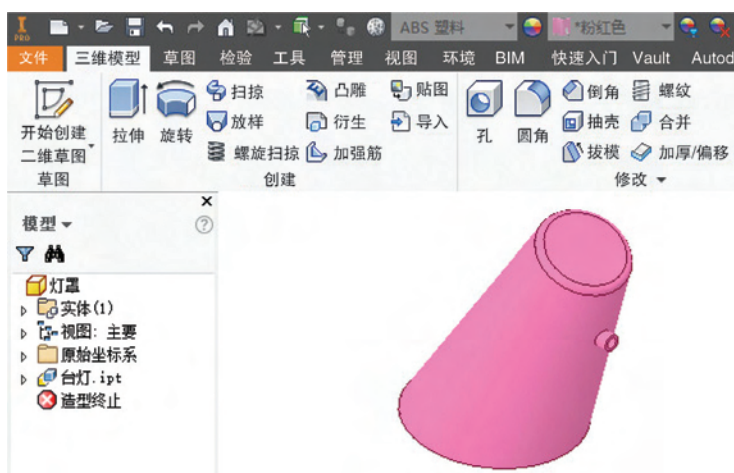 I PRO ABS 塑料 *粉红色
文件 三维模型 草图 检验 工具 管理 视图 环境 BIM 快速入门 Vault Autod
开始创建 二维草图 拉伸 旋转 扫掠 凸雕 贴图 孔 圆角 倒角 螺纹
放样 衍生 导入 抽壳 合并
螺旋扫掠 加强筋 拔模 加厚/偏移
草图 创建 修改
×
模型 ?
灯罩
实体(1)
视图: 主要
原始坐标系
台灯.ipt
造型终止